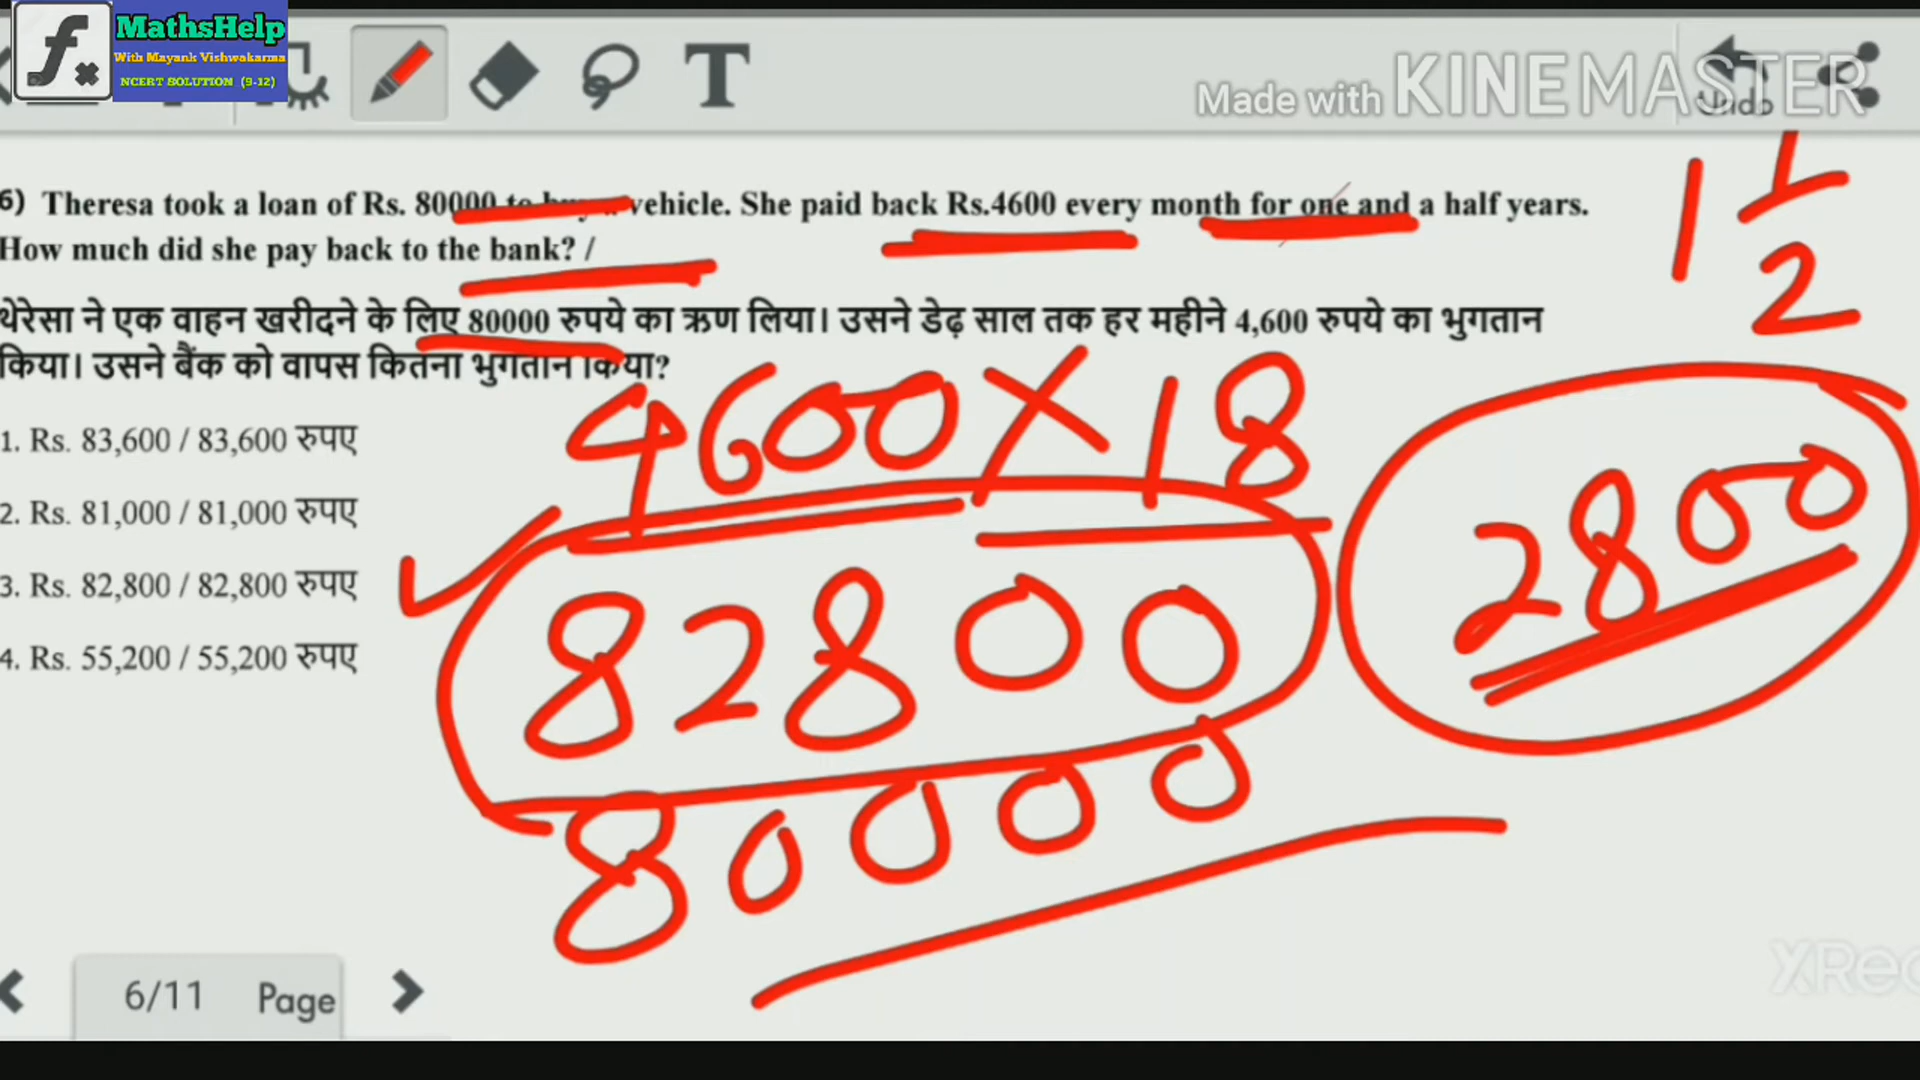 MathsHelp
With Mayank Vishwakarma
NCERT SOLUTION (9-12)
T
Made with KINEMASTER
Undo
6) Theresa took a loan of Rs. 80000 to buy a vehicle. She paid back Rs.4600 every month for one and a half years.
How much did she pay back to the bank? /
थेरेसा ने एक वाहन खरीदने के लिए 80000 रुपये का ऋण लिया। उसने डेढ़ साल तक हर महीने 4,600 रुपये का भुगतान
किया। उसने बैंक को वापस कितना भुगतान किया?
1 1/2
4600 × 18
1. Rs. 83,600 / 83,600 रुपए
2. Rs. 81,000 / 81,000 रुपए
3. Rs. 82,800 / 82,800 रुपए
4. Rs. 55,200 / 55,200 रुपए
82800
2800
80000
6/11 Page
XRec